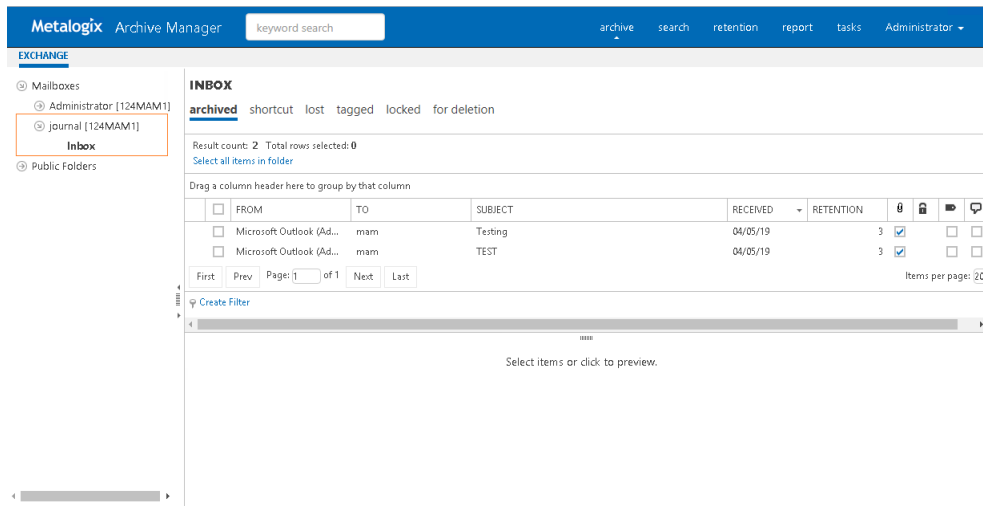 Metalogix Archive Manager keyword search archive search retention report tasks Administrator
EXCHANGE
Mailboxes
Administrator [124MAM1]
journal [124MAM1]
Inbox
Public Folders
INBOX
archived shortcut lost tagged locked for deletion
Result count: 2 Total rows selected: 0
Select all items in folder
Drag a column header here to group by that column
FROM TO SUBJECT RECEIVED RETENTION
Microsoft Outlook (Ad... mam Testing 04/05/19 3
Microsoft Outlook (Ad... mam TEST 04/05/19 3
First Prev Page: 1 of 1 Next Last Items per page: 20
Create Filter
Select items or click to preview.